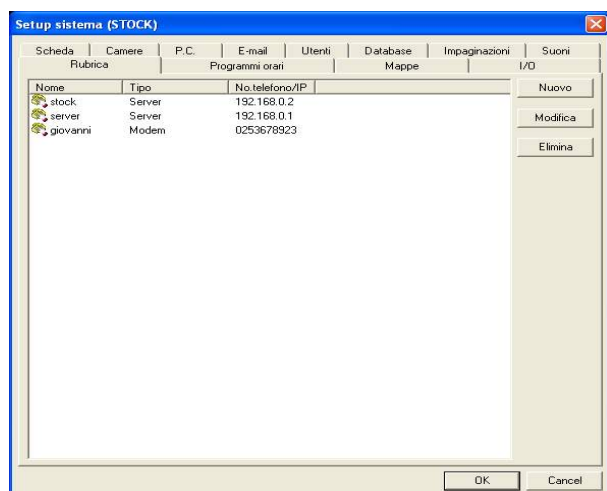 Setup sistema (STOCK)
Scheda Camere P.C. E-mail Utenti Database Impaginazioni Suoni
Rubrica Programmi orari Mappe I/O
Nome Tipo No.telefono/IP Nuovo
stock Server 192.168.0.2
server Server 192.168.0.1 Modifica
giovanni Modem 0253678923
Elimina
OK Cancel